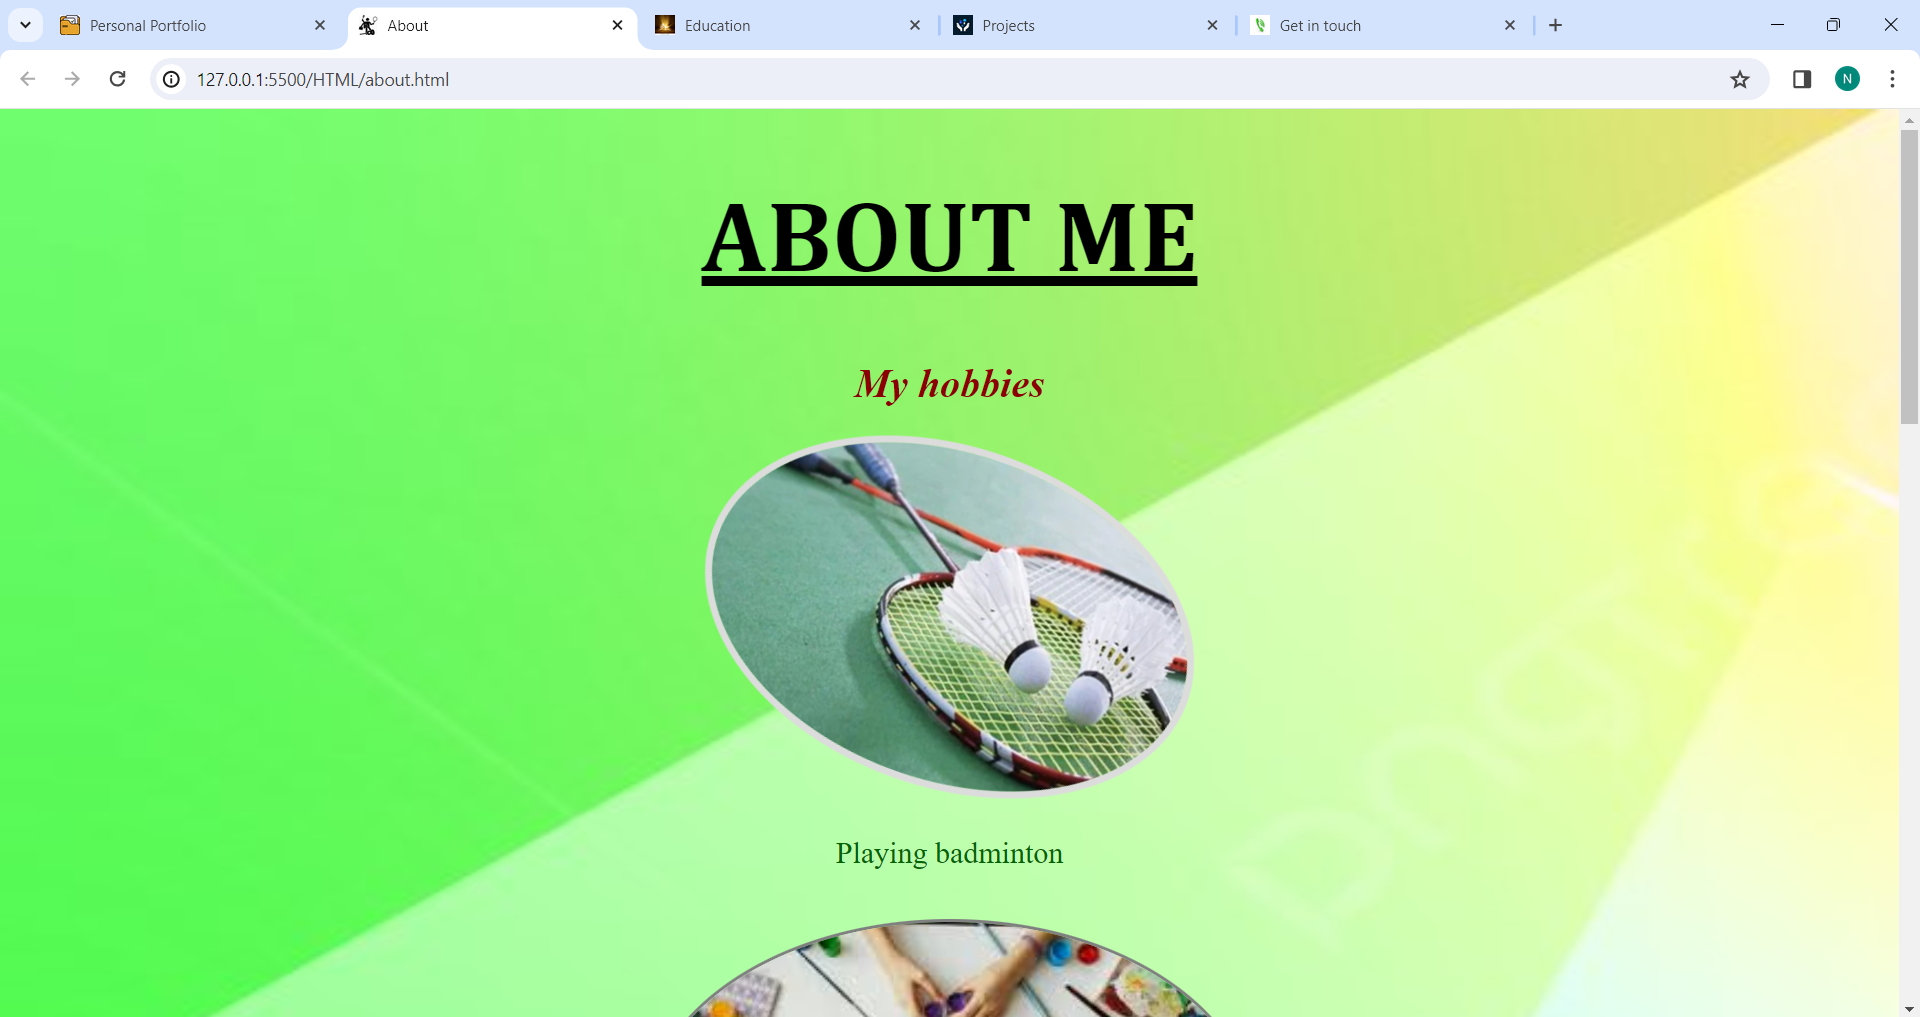 Personal Portfolio
About
Education
Projects
Get in touch
127.0.0.1:5500/HTML/about.html
N
ABOUT ME
My hobbies
Playing badminton